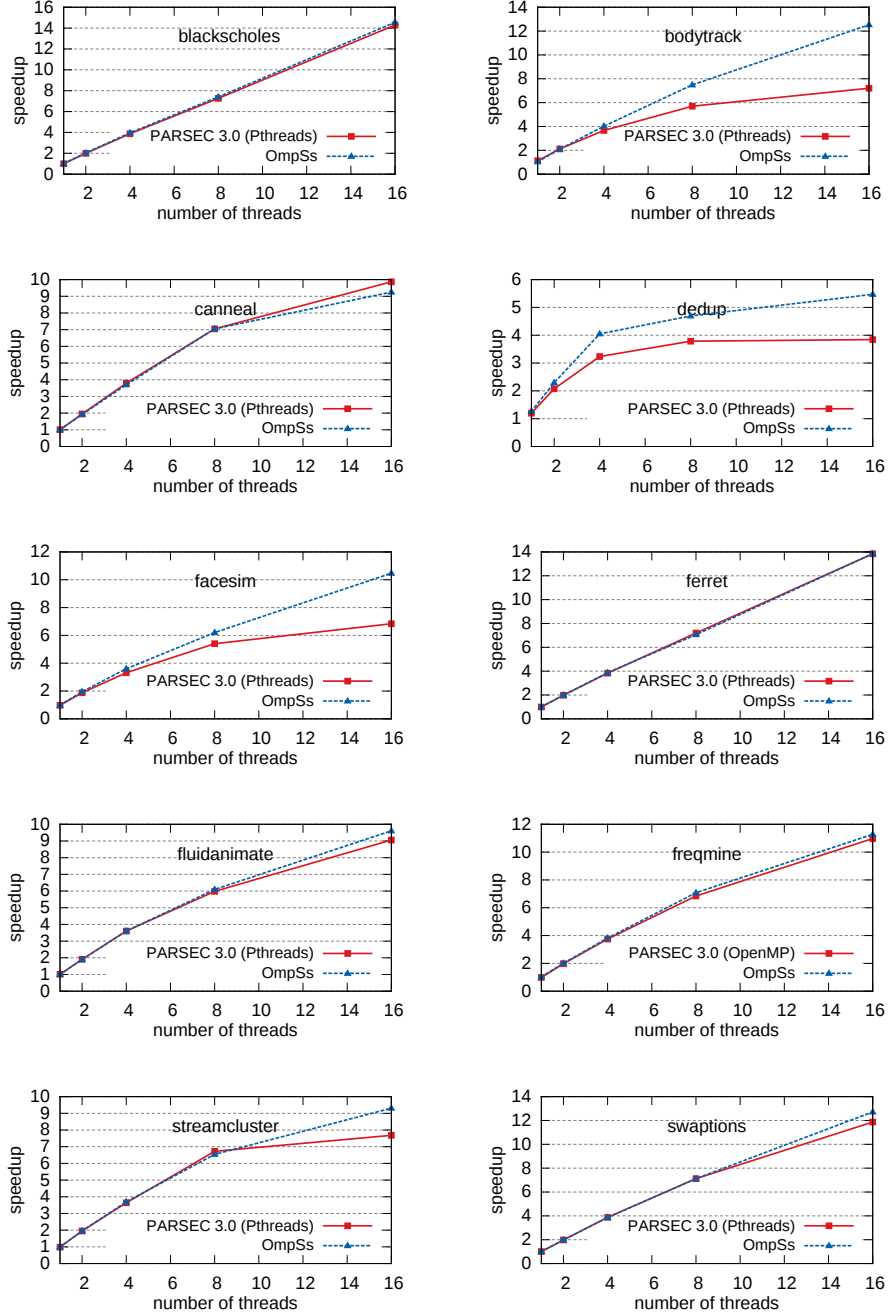 blackscholes
speedup
16
14
12
10
8
6
4
2
0
PARSEC 3.0 (Pthreads)
OmpSs
2 4 6 8 10 12 14 16
number of threads
bodytrack
speedup
14
12
10
8
6
4
2
0
PARSEC 3.0 (Pthreads)
OmpSs
2 4 6 8 10 12 14 16
number of threads
canneal
speedup
10
9
8
7
6
5
4
3
2
1
0
PARSEC 3.0 (Pthreads)
OmpSs
2 4 6 8 10 12 14 16
number of threads
dedup
speedup
6
5
4
3
2
1
0
PARSEC 3.0 (Pthreads)
OmpSs
2 4 6 8 10 12 14 16
number of threads
facesim
speedup
12
10
8
6
4
2
0
PARSEC 3.0 (Pthreads)
OmpSs
2 4 6 8 10 12 14 16
number of threads
ferret
speedup
14
12
10
8
6
4
2
0
PARSEC 3.0 (Pthreads)
OmpSs
2 4 6 8 10 12 14 16
number of threads
fluidanimate
speedup
10
9
8
7
6
5
4
3
2
1
0
PARSEC 3.0 (Pthreads)
OmpSs
2 4 6 8 10 12 14 16
number of threads
freqmine
speedup
12
10
8
6
4
2
0
PARSEC 3.0 (OpenMP)
OmpSs
2 4 6 8 10 12 14 16
number of threads
streamcluster
speedup
10
9
8
7
6
5
4
3
2
1
0
PARSEC 3.0 (Pthreads)
OmpSs
2 4 6 8 10 12 14 16
number of threads
swaptions
speedup
14
12
10
8
6
4
2
0
PARSEC 3.0 (Pthreads)
OmpSs
2 4 6 8 10 12 14 16
number of threads